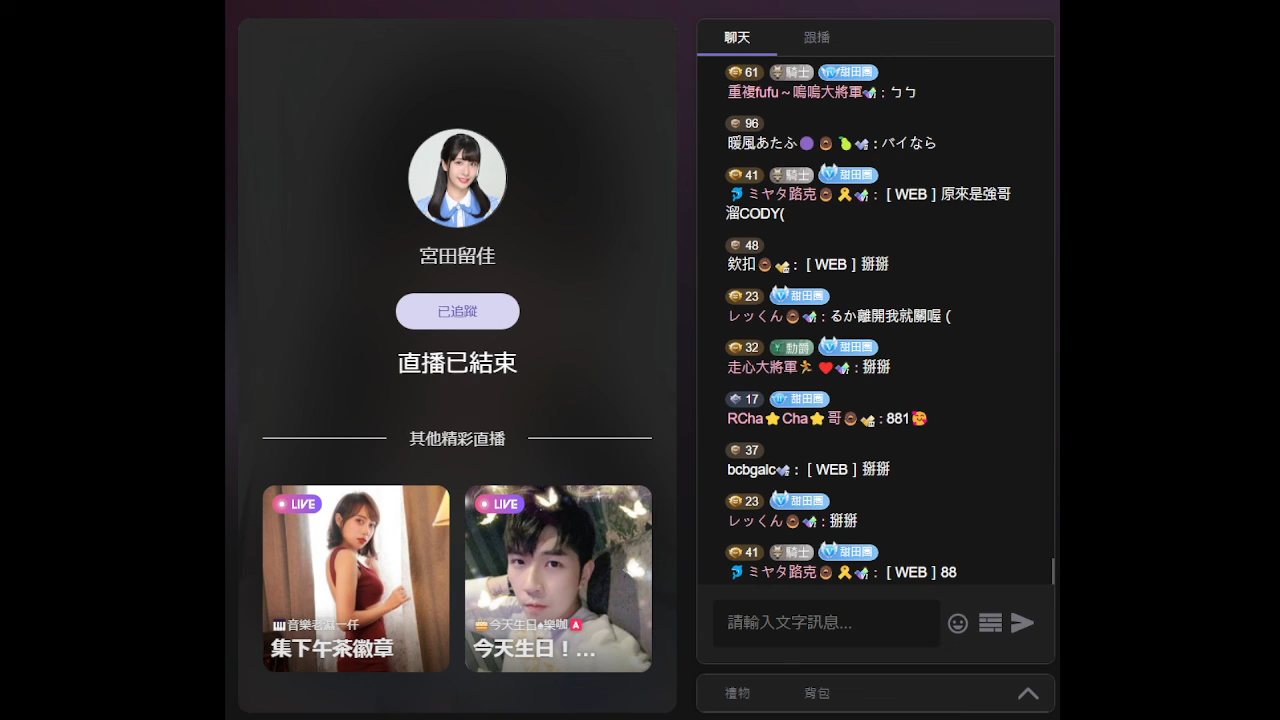 宮田留佳
已追蹤
直播已結束
其他精彩直播
LIVE
音樂老濕一仟
集下午茶徽章
LIVE
今天生日♠樂咖🅰
今天生日！...
聊天
跟播
61 騎士 甜田團
重複fufu～嗚嗚大將軍 : ㄅㄅ
96
暖風あたふ🟣🍩🍐 : バイなら
41 騎士 V 甜田團
🐬ミヤタ路克🍩🎗 : [ WEB ] 原來是強哥
溜CODY(
48
欸扣🍩 : [ WEB ] 掰掰
23 V 甜田團
レッくん🍩 : るか離開我就關喔 (
32 勳爵 V 甜田團
走心大將軍🏃❤ : 掰掰
17 甜田團
RCha⭐Cha⭐哥🍩 : 881🥰
37
bcbgalc : [ WEB ] 掰掰
23 V 甜田團
レッくん🍩 : 掰掰
41 騎士 V 甜田團
🐬ミヤタ路克🍩🎗 : [ WEB ] 88
請輸入文字訊息...
禮物
背包